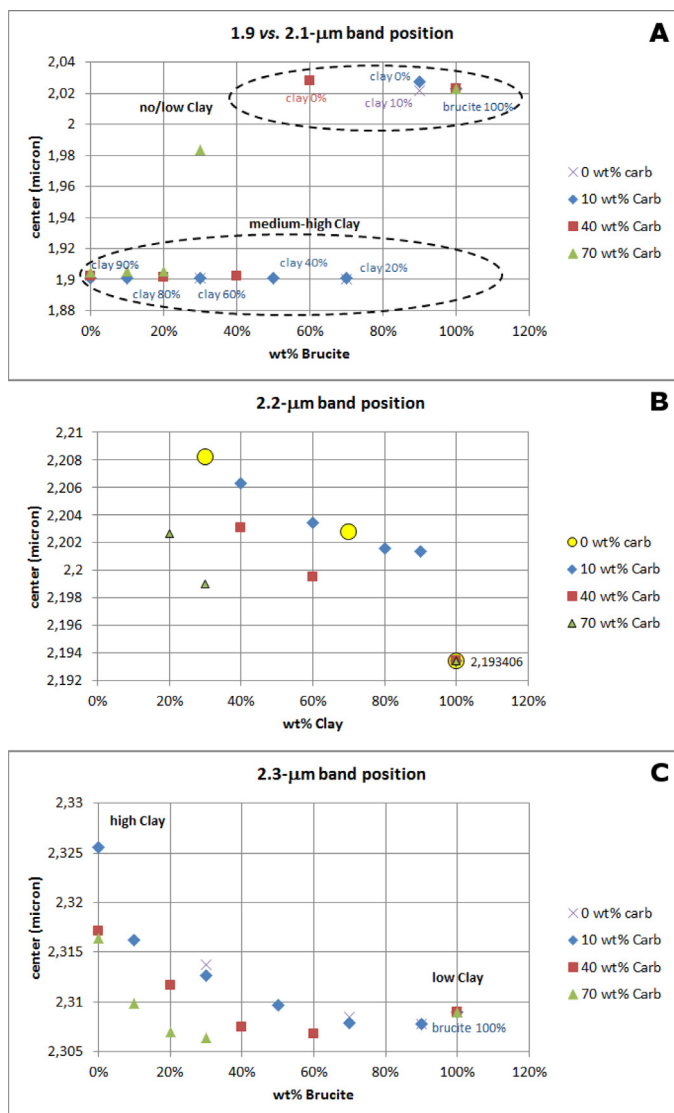 1.9 vs. 2.1-μm band position
A
2,04
2,02
2
1,98
1,96
1,94
1,92
1,9
1,88
center (micron)
no/low Clay
clay 0%
clay 0%
clay 10%
brucite 100%
medium-high Clay
clay 90%
clay 80%
clay 60%
clay 40%
clay 20%
0% 20% 40% 60% 80% 100% 120%
wt% Brucite
0 wt% carb
10 wt% Carb
40 wt% Carb
70 wt% Carb
2.2-μm band position
B
2,21
2,208
2,206
2,204
2,202
2,2
2,198
2,196
2,194
2,192
center (micron)
2,193406
0% 20% 40% 60% 80% 100% 120%
wt% Clay
0 wt% carb
10 wt% Carb
40 wt% Carb
70 wt% Carb
2.3-μm band position
C
2,33
2,325
2,32
2,315
2,31
2,305
center (micron)
high Clay
low Clay
brucite 100%
0% 20% 40% 60% 80% 100% 120%
wt% Brucite
0 wt% carb
10 wt% Carb
40 wt% Carb
70 wt% Carb